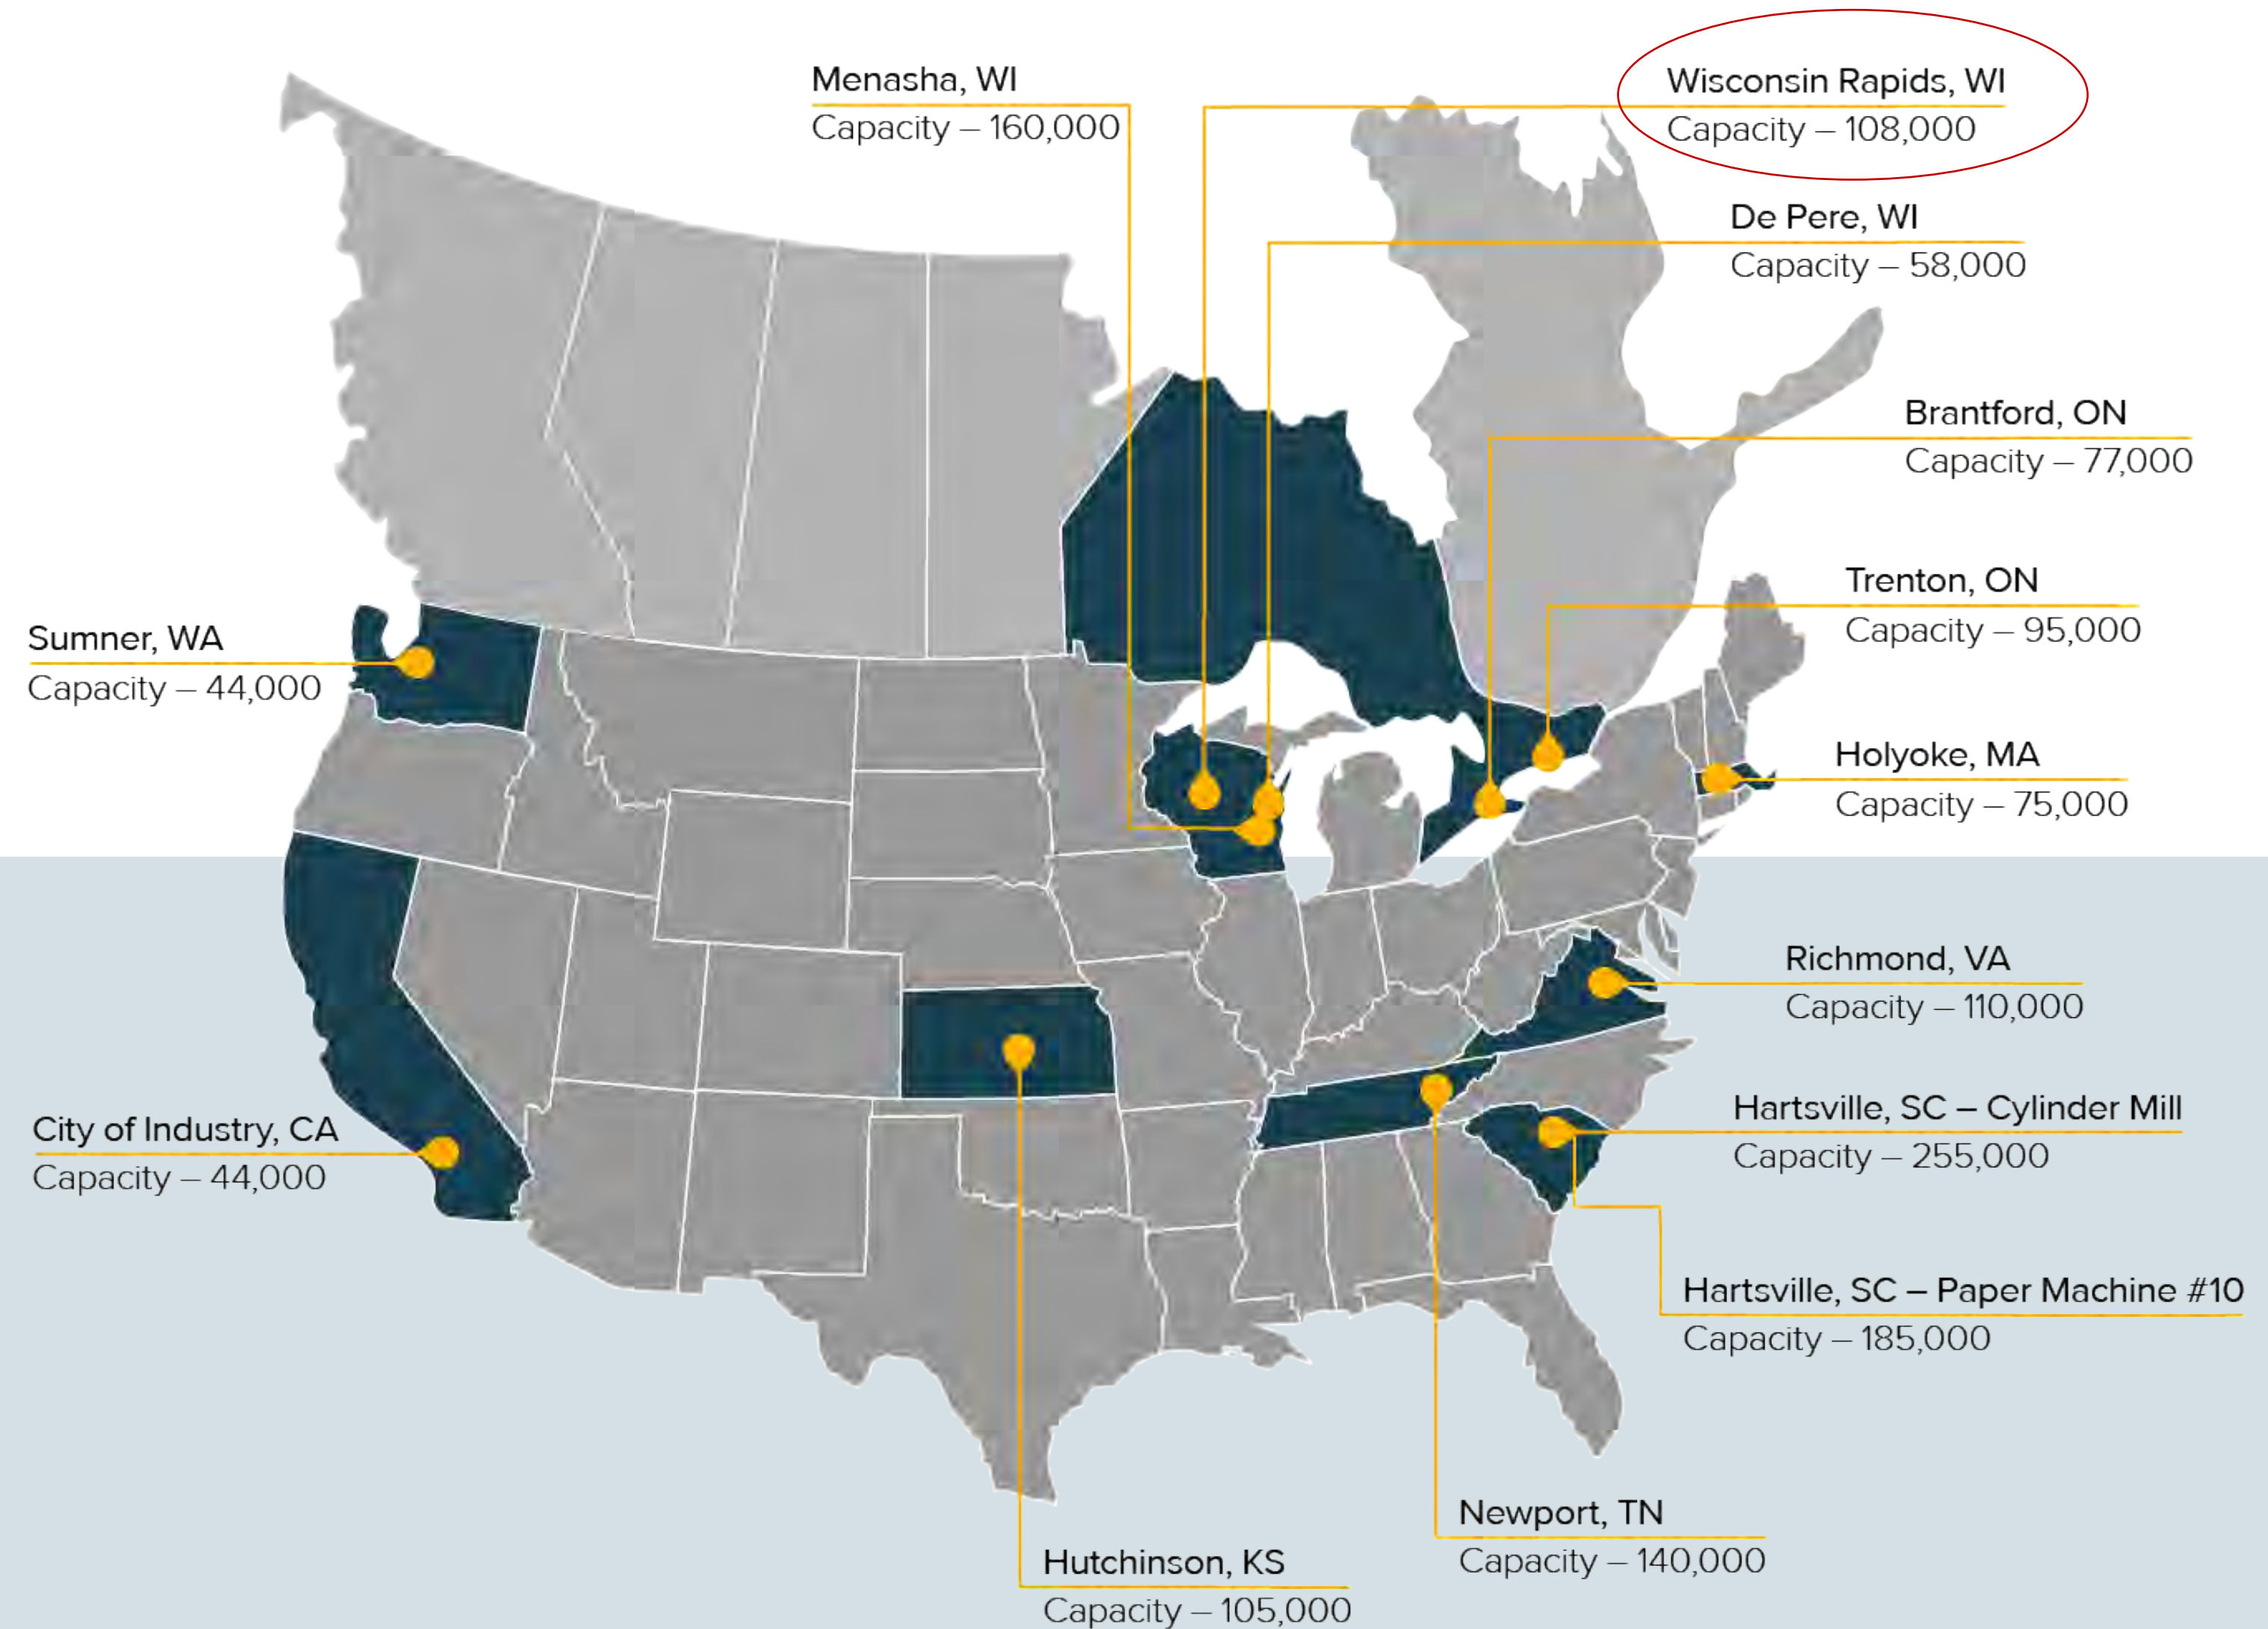 Menasha, WI
Capacity – 160,000
Wisconsin Rapids, WI
Capacity – 108,000
De Pere, WI
Capacity – 58,000
Brantford, ON
Capacity – 77,000
Trenton, ON
Capacity – 95,000
Sumner, WA
Capacity – 44,000
Holyoke, MA
Capacity – 75,000
Richmond, VA
Capacity – 110,000
City of Industry, CA
Capacity – 44,000
Hartsville, SC – Cylinder Mill
Capacity – 255,000
Hartsville, SC – Paper Machine #10
Capacity – 185,000
Newport, TN
Capacity – 140,000
Hutchinson, KS
Capacity – 105,000